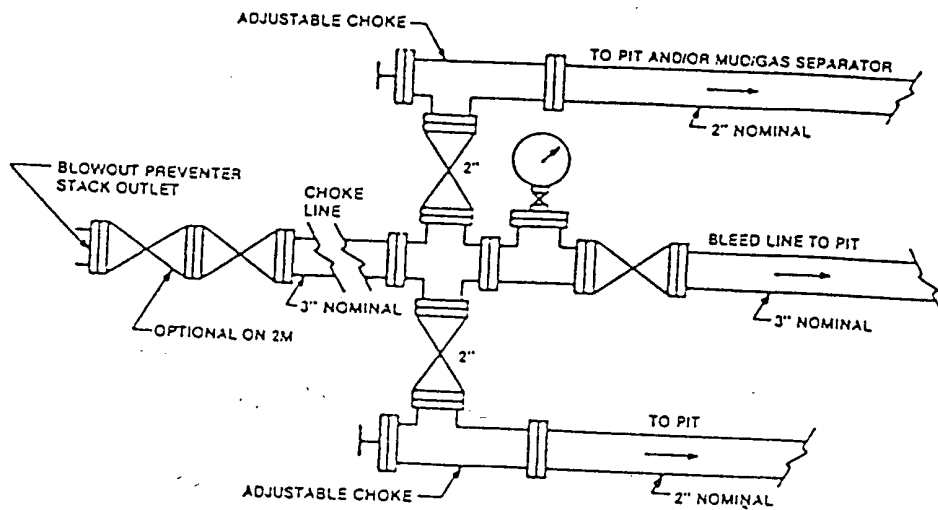 ADJUSTABLE CHOKE
TO PIT AND/OR MUD/GAS SEPARATOR
2" NOMINAL
BLOWOUT PREVENTER
STACK OUTLET
2"
CHOKE
LINE
BLEED LINE TO PIT
3" NOMINAL
3" NOMINAL
OPTIONAL ON 2M
2"
TO PIT
ADJUSTABLE CHOKE
2" NOMINAL